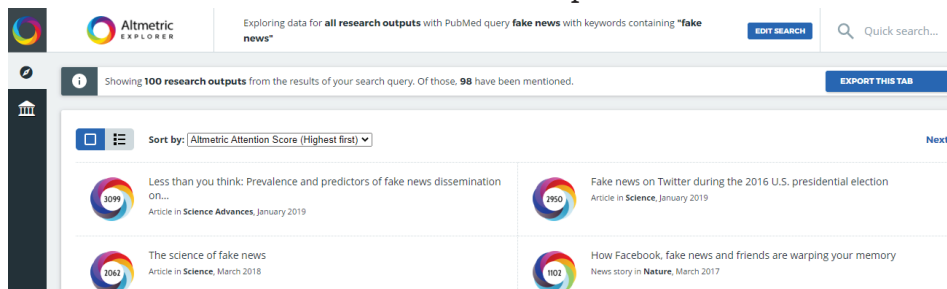 Altmetric
EXPLORER
Exploring data for all research outputs with PubMed query fake news with keywords containing "fake
news"
EDIT SEARCH
Quick search...
Showing 100 research outputs from the results of your search query. Of those, 98 have been mentioned.
EXPORT THIS TAB
Sort by: Altmetric Attention Score (Highest first)
Next
3099
Less than you think: Prevalence and predictors of fake news dissemination
on...
Article in Science Advances, January 2019
2950
Fake news on Twitter during the 2016 U.S. presidential election
Article in Science, January 2019
2062
The science of fake news
Article in Science, March 2018
1102
How Facebook, fake news and friends are warping your memory
News story in Nature, March 2017